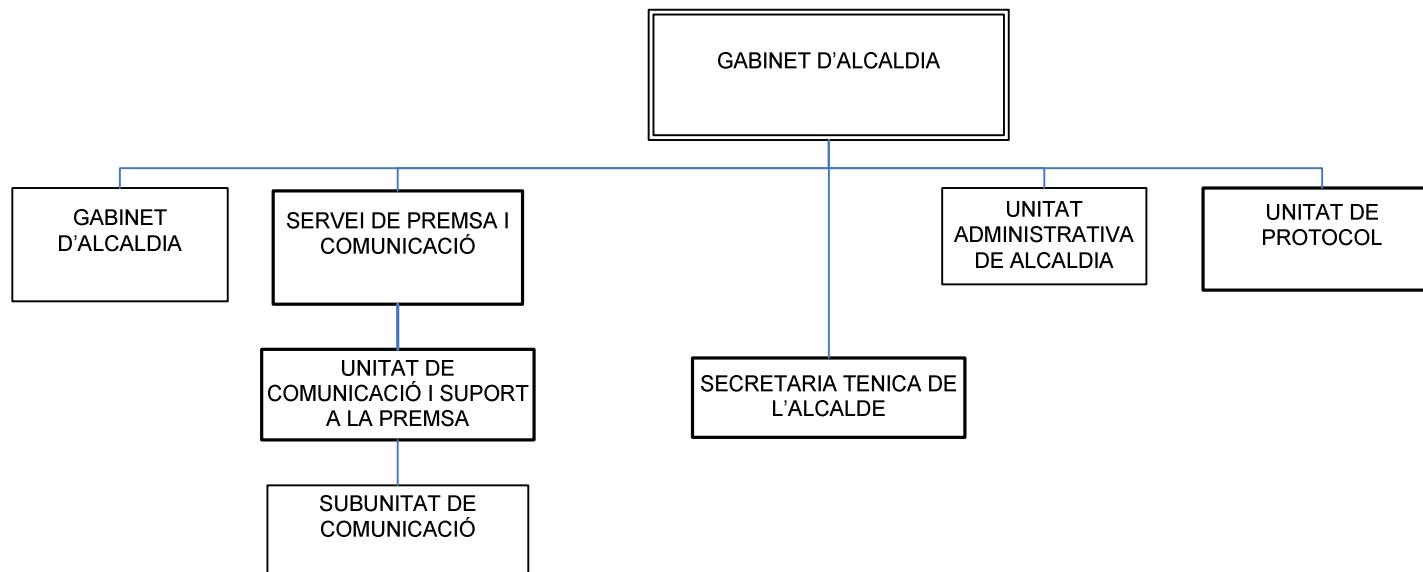 GABINET D'ALCALDIA
GABINET
D'ALCALDIA
SERVEI DE PREMSA I
COMUNICACIÓ
UNITAT
ADMINISTRATIVA
DE ALCALDIA
UNITAT DE
PROTOCOL
UNITAT DE
COMUNICACIÓ I SUPORT
A LA PREMSA
SECRETARIA TENICA DE
L'ALCALDE
SUBUNITAT DE
COMUNICACIÓ